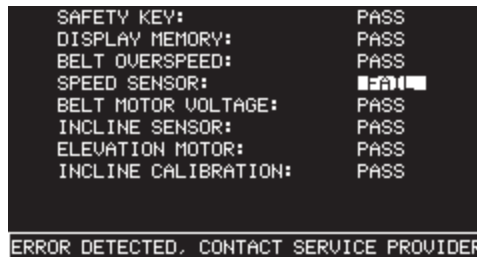 SAFETY KEY: PASS
DISPLAY MEMORY: PASS
BELT OVERSPEED: PASS
SPEED SENSOR: FAIL
BELT MOTOR VOLTAGE: PASS
INCLINE SENSOR: PASS
ELEVATION MOTOR: PASS
INCLINE CALIBRATION: PASS
ERROR DETECTED, CONTACT SERVICE PROVIDER